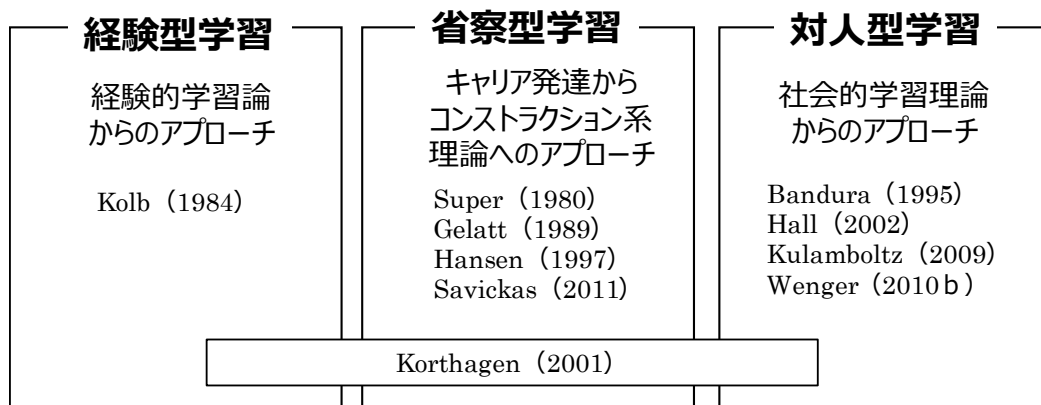 経験型学習
経験的学習論
からのアプローチ
Kolb（1984）
省察型学習
キャリア発達から
コンストラクション系
理論へのアプローチ
Super（1980）
Gelatt（1989）
Hansen（1997）
Savickas（2011）
対人型学習
社会的学習理論
からのアプローチ
Bandura（1995）
Hall（2002）
Kulamboltz（2009）
Wenger（2010ｂ）
Korthagen（2001）